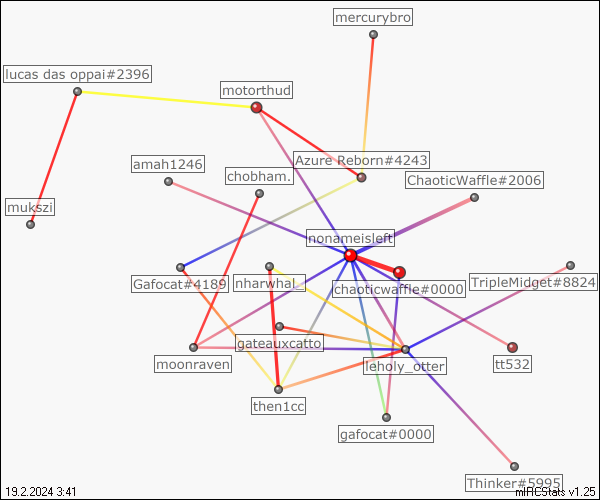 mercurybro
lucas das oppai#2396
motorthud
amah1246
Azure Reborn#4243
chobham.
ChaoticWaffle#2006
mukszi
nonameisleft
Gafocat#4189
nharwhal_
chaoticwaffle#0000
TripleMidget#8824
gateauxcatto
moonraven
leholy_otter
tt532
then1cc
gafocat#0000
Thinker#5995
19.2.2024 3:41
mIRCStats v1.25